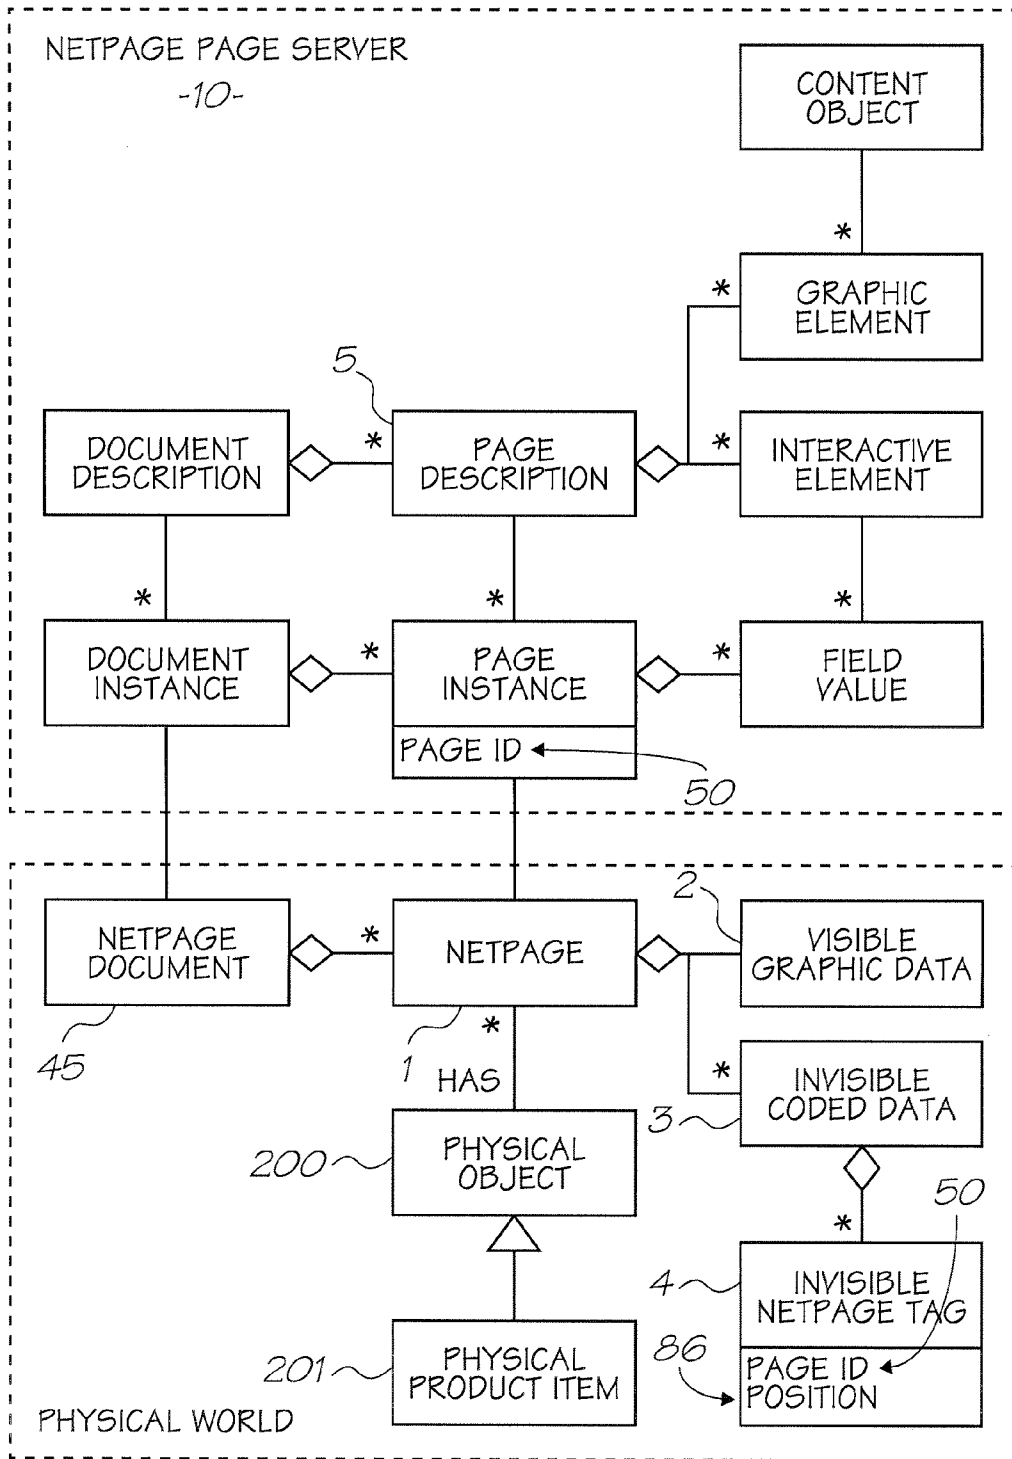 NETPAGE PAGE SERVER
-10-
CONTENT
OBJECT
*
GRAPHIC
ELEMENT
*
5
DOCUMENT
DESCRIPTION
*
PAGE
DESCRIPTION
*
INTERACTIVE
ELEMENT
*
*
*
DOCUMENT
INSTANCE
*
PAGE
INSTANCE
*
FIELD
VALUE
PAGE ID
50
NETPAGE
DOCUMENT
*
NETPAGE
2
VISIBLE
GRAPHIC DATA
45
1
*
HAS
*
INVISIBLE
CODED DATA
3
200
PHYSICAL
OBJECT
50
*
4
INVISIBLE
NETPAGE TAG
201
PHYSICAL
PRODUCT ITEM
86
PAGE ID
POSITION
PHYSICAL WORLD